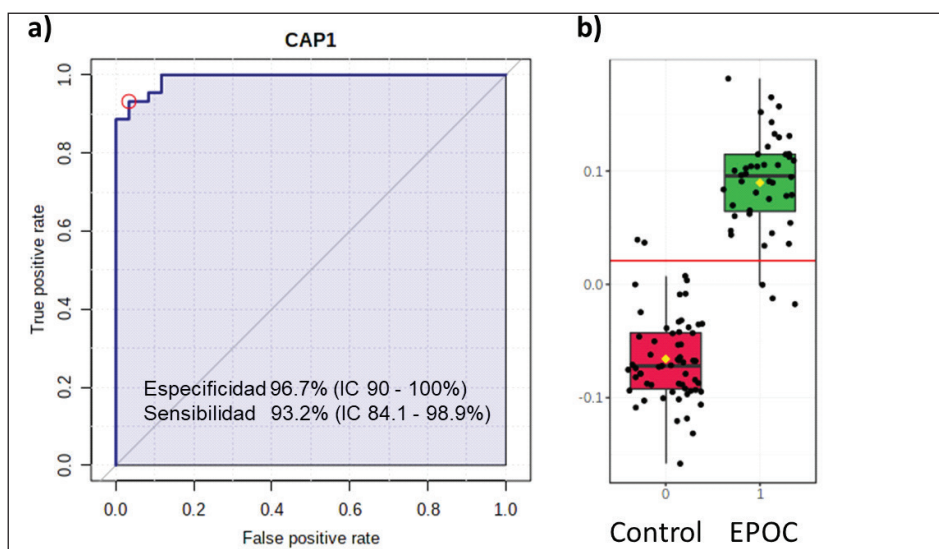 a)
CAP1
True positive rate
1.0
0.8
0.6
0.4
0.2
0.0
Especificidad 96.7% (IC 90 - 100%)
Sensibilidad 93.2% (IC 84.1 - 98.9%)
0.0 0.2 0.4 0.6 0.8 1.0
False positive rate
b)
0.1
0.0
-0.1
0 1
Control EPOC